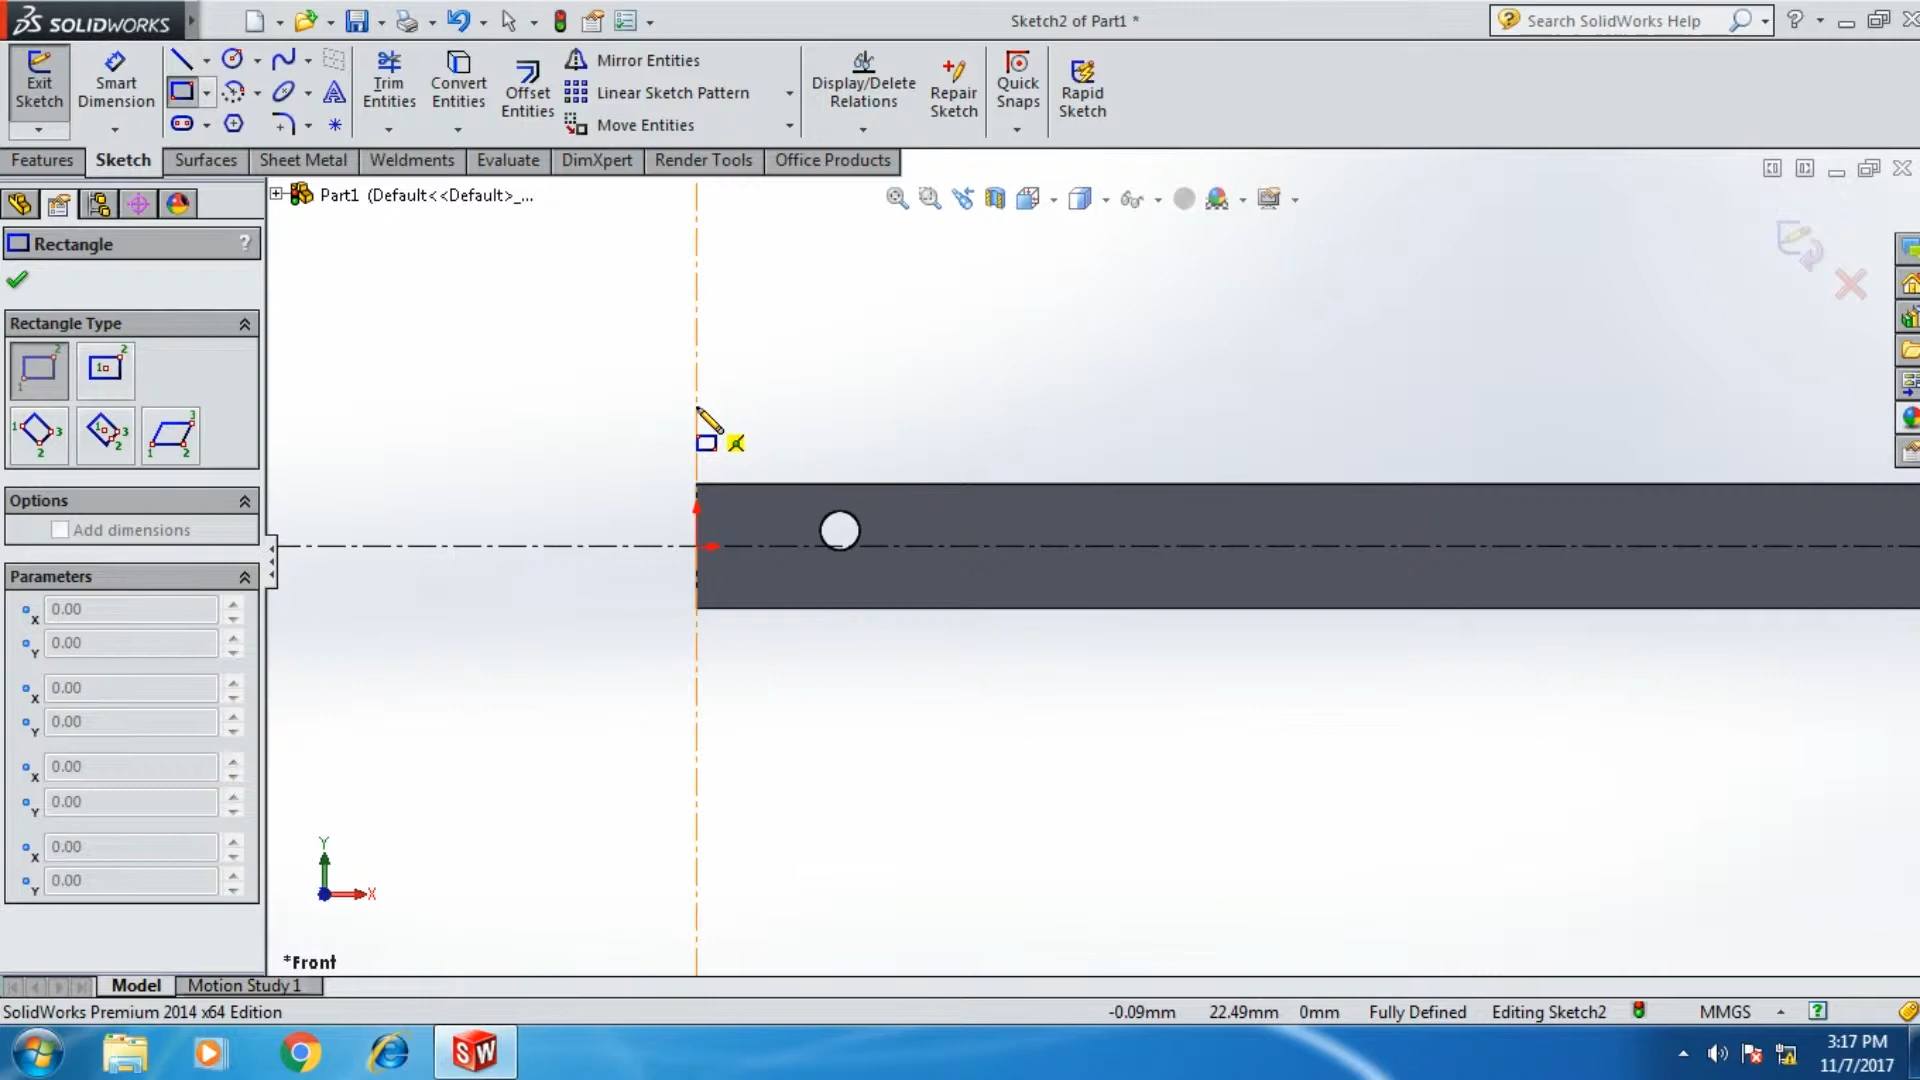 SOLIDWORKS
Sketch2 of Part1 *
Search SolidWorks Help
Exit Sketch
Smart Dimension
Trim Entities
Convert Entities
Offset Entities
Mirror Entities
Linear Sketch Pattern
Move Entities
Display/Delete Relations
Repair Sketch
Quick Snaps
Rapid Sketch
Features
Sketch
Surfaces
Sheet Metal
Weldments
Evaluate
DimXpert
Render Tools
Office Products
Part1 (Default<<Default>_...
Rectangle
?
Rectangle Type
Options
Add dimensions
Parameters
X 0.00
Y 0.00
X 0.00
Y 0.00
X 0.00
Y 0.00
X 0.00
Y 0.00
Y
X
*Front
Model
Motion Study 1
SolidWorks Premium 2014 x64 Edition
-0.09mm
22.49mm
0mm
Fully Defined
Editing Sketch2
MMGS
SW
3:17 PM
11/7/2017